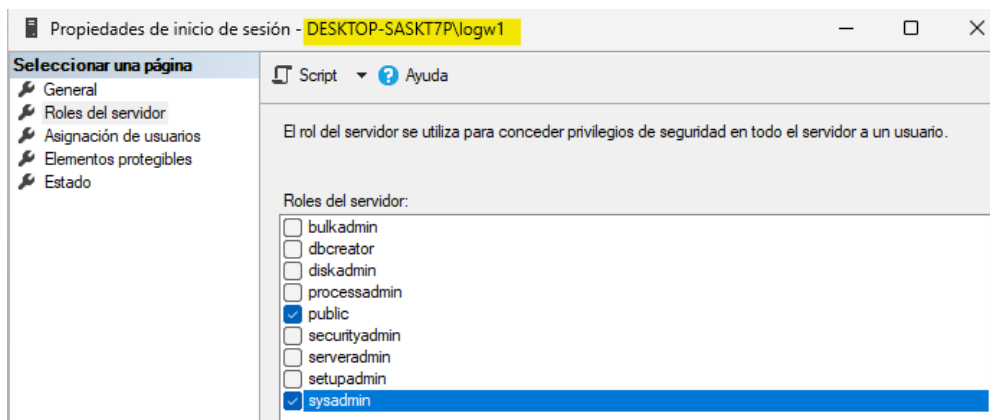 Propiedades de inicio de sesión - DESKTOP-SASKT7P\logw1
Seleccionar una página
General
Roles del servidor
Asignación de usuarios
Elementos protegibles
Estado
Script
Ayuda
El rol del servidor se utiliza para conceder privilegios de seguridad en todo el servidor a un usuario.
Roles del servidor:
bulkadmin
dbcreator
diskadmin
processadmin
public
securityadmin
serveradmin
setupadmin
sysadmin